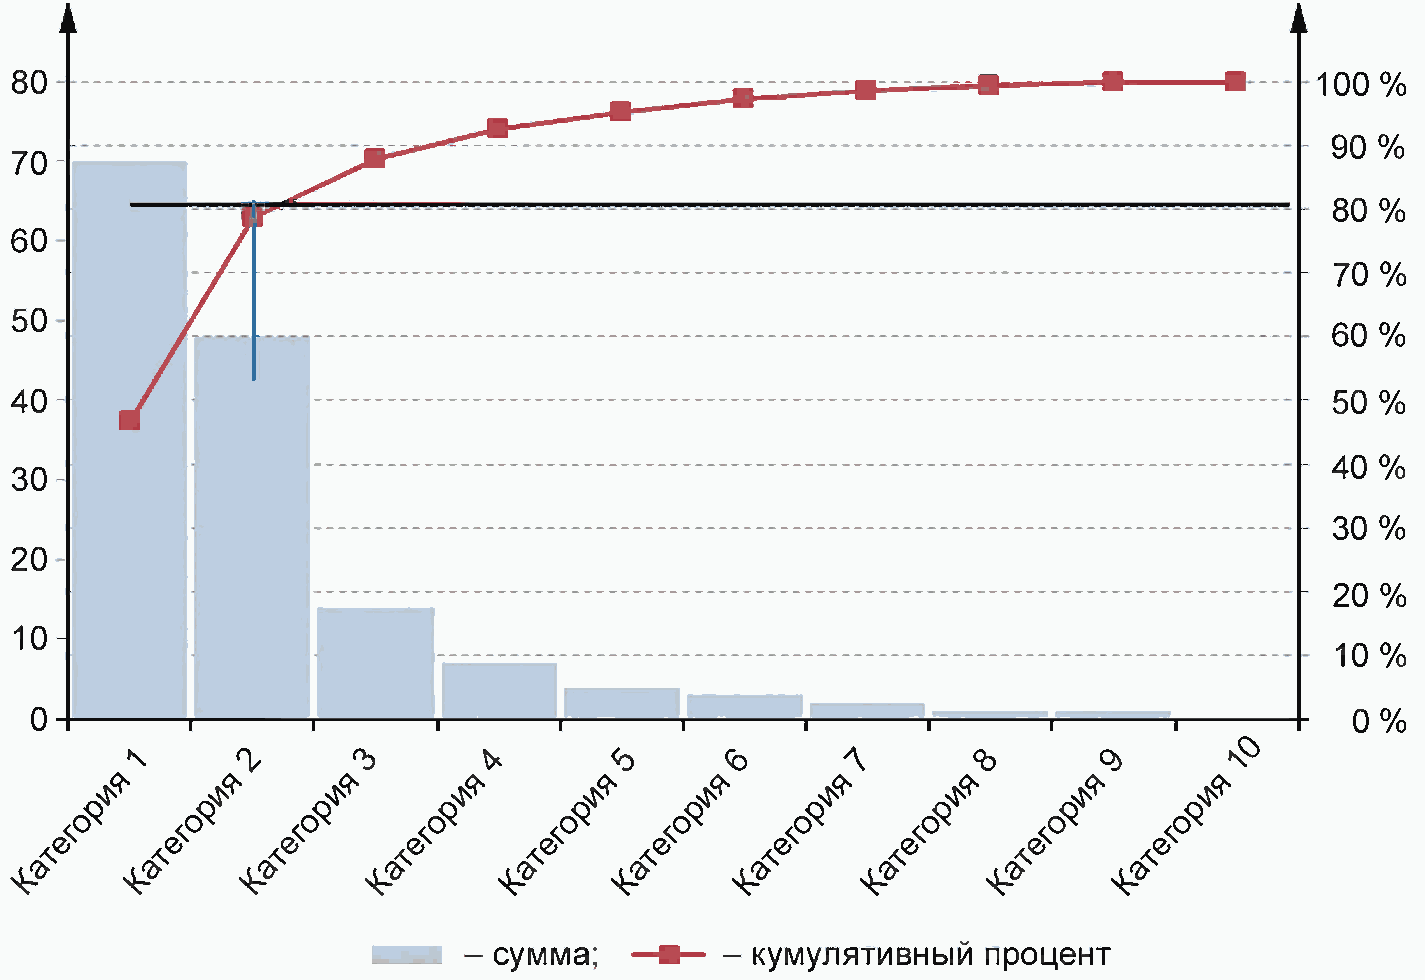 80
70
60
50
40
30
20
10
0
100 %
90 %
80 %
70 %
60 %
50 %
40 %
30 %
20 %
10 %
0 %
Категория 1
Категория 2
Категория 3
Категория 4
Категория 5
Категория 6
Категория 7
Категория 8
Категория 9
Категория 10
– сумма; – кумулятивный процент